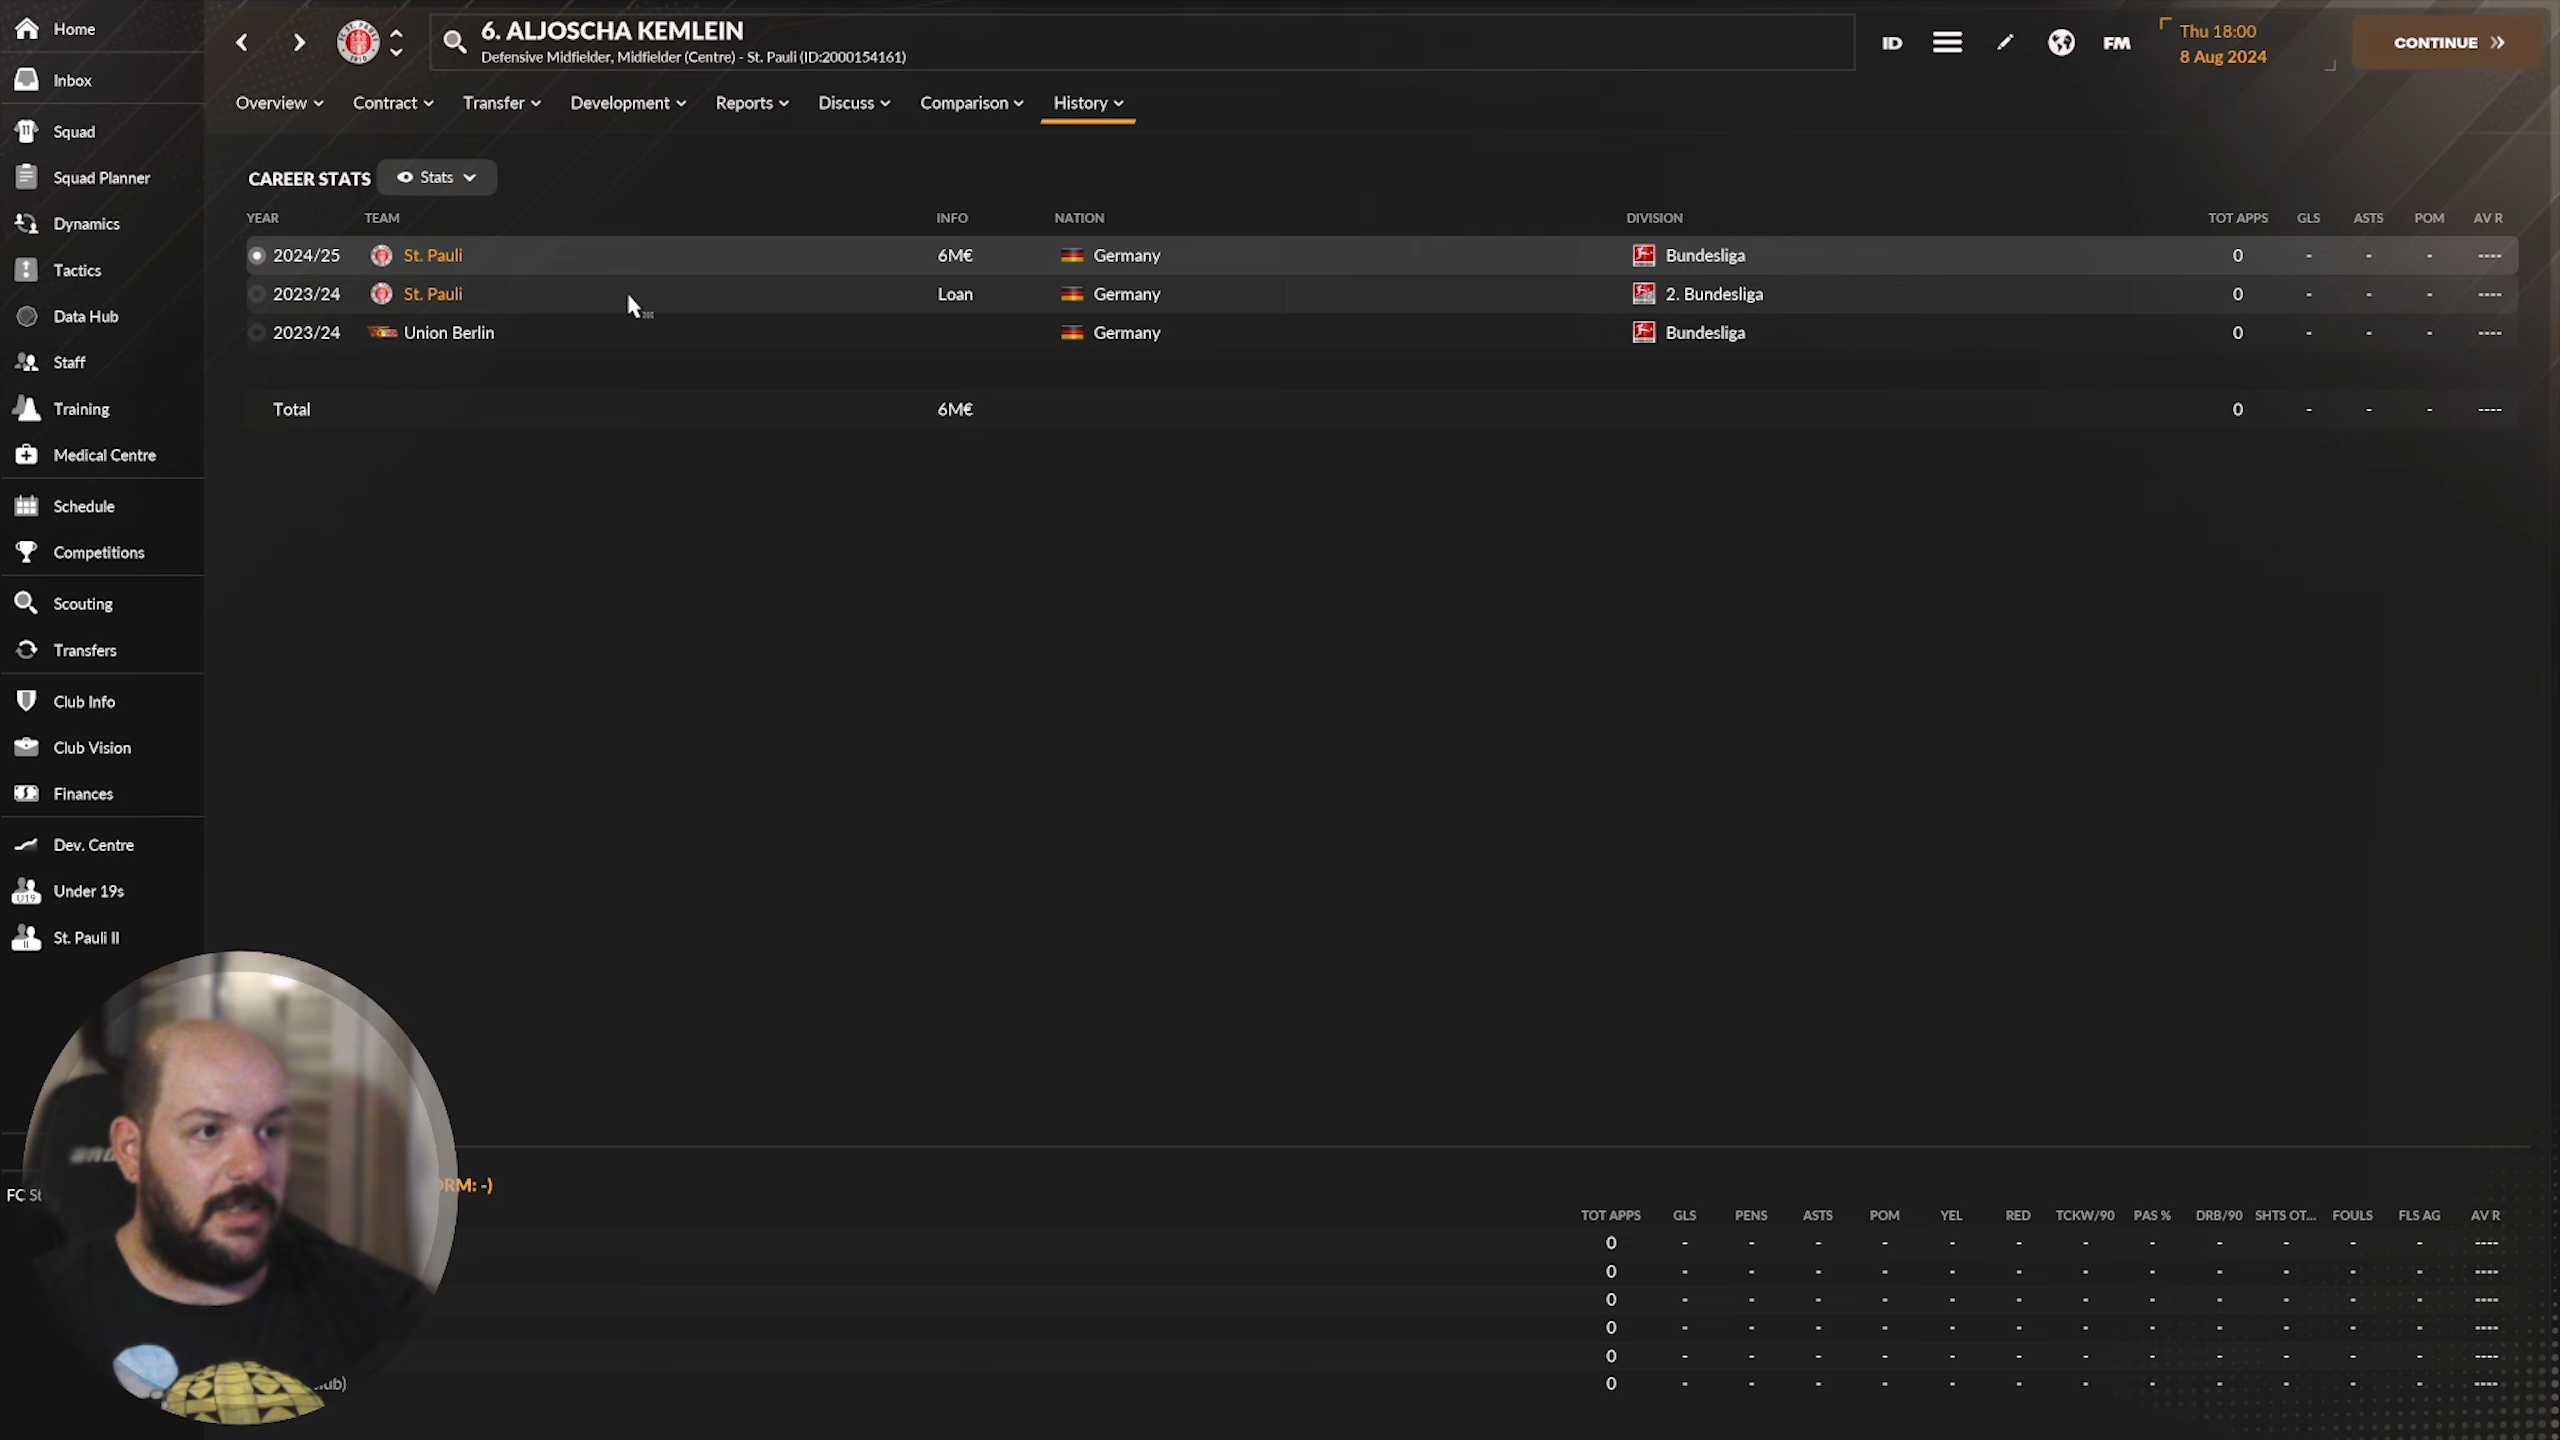 Home
Inbox
Squad
Squad Planner
Dynamics
Tactics
Data Hub
Staff
Training
Medical Centre
Schedule
Competitions
Scouting
Transfers
Club Info
Club Vision
Finances
Dev. Centre
Under 19s
St. Pauli II
6. ALJOSCHA KEMLEIN
Defensive Midfielder, Midfielder (Centre) - St. Pauli (ID:2000154161)
ID
FM
Thu 18:00
8 Aug 2024
CONTINUE
Overview Contract Transfer Development Reports Discuss Comparison History
CAREER STATS Stats
YEAR TEAM INFO NATION DIVISION TOT APPS GLS ASTS POM AV R
2024/25 St. Pauli 6M€ Germany Bundesliga 0 - - - ----
2023/24 St. Pauli Loan Germany 2. Bundesliga 0 - - - ----
2023/24 Union Berlin Germany Bundesliga 0 - - - ----
Total 6M€ 0 - - - ----
FC St
ORM: -)
TOT APPS GLS PENS ASTS POM YEL RED TCKW/90 PAS % DRB/90 SHTS OT... FOULS FLS AG AV R
0 - - - - - - - - - - - - ----
0 - - - - - - - - - - - - ----
0 - - - - - - - - - - - - ----
0 - - - - - - - - - - - - ----
0 - - - - - - - - - - - - ----
lub) 0 - - - - - - - - - - - - ----